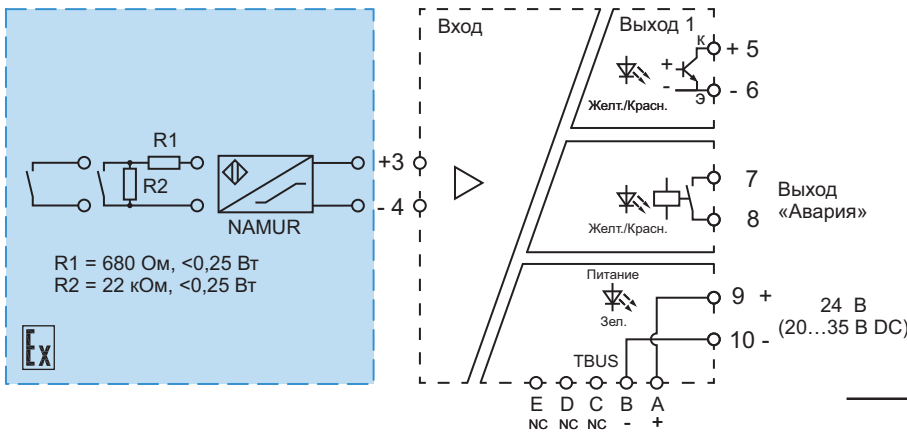 Вход
Выход 1
К
+ 5
+
-
Э
- 6
Желт./Красн.
R1
R2
+3
- 4
NAMUR
7
8
Выход
«Авария»
Желт./Красн.
R1 = 680 Ом, <0,25 Вт
R2 = 22 кОм, <0,25 Вт
Питание
Зел.
9 +
10 -
24 В
(20...35 В DC)
Ex
TBUS
E D C B A
NC NC NC - +